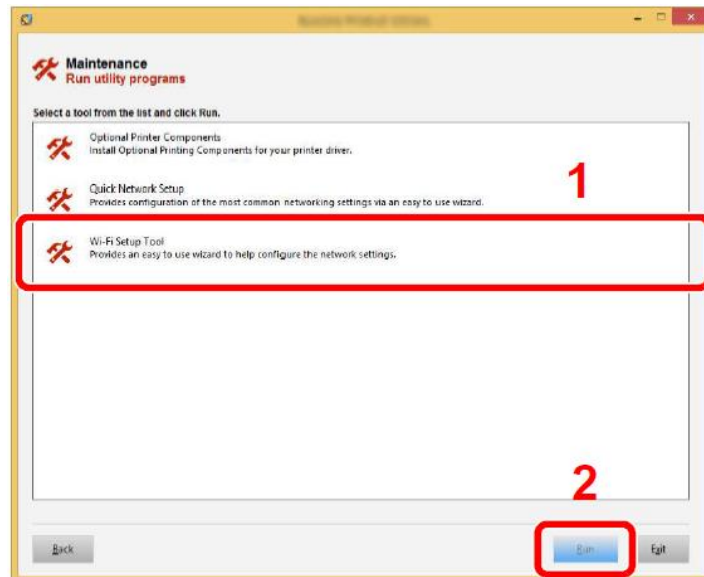 Maintenance
Run utility programs
Select a tool from the list and click Run.
Optional Printer Components
Install Optional Printing Components for your printer driver.
1
Quick Network Setup
Provides configuration of the most common networking settings via an easy to use wizard.
Wi-Fi Setup Tool
Provides an easy to use wizard to help configure the network settings.
2
Back
Run
Exit